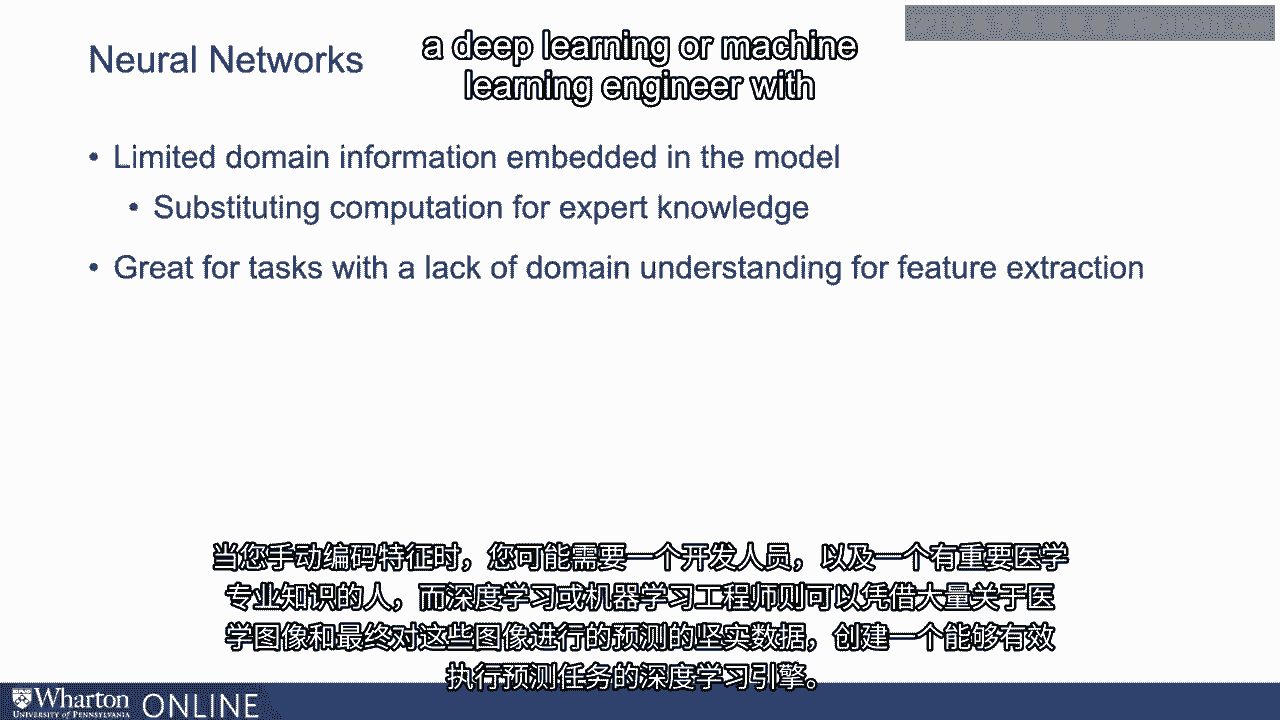 Neural Networks
a deep learning or machine
learning engineer with
• Limited domain information embedded in the model
• Substituting computation for expert knowledge
• Great for tasks with a lack of domain understanding for feature extraction
当您手动编码特征时，您可能需要一个开发人员，以及一个有重要医学
专业知识的人，而深度学习或机器学习工程师则可以凭借大量关于医
学图像和最终对这些图像进行的预测的坚实数据，创建一个能够有效
执行预测任务的深度学习引擎。
Wharton ONLINE
UNIVERSITY of PENNSYLVANIA